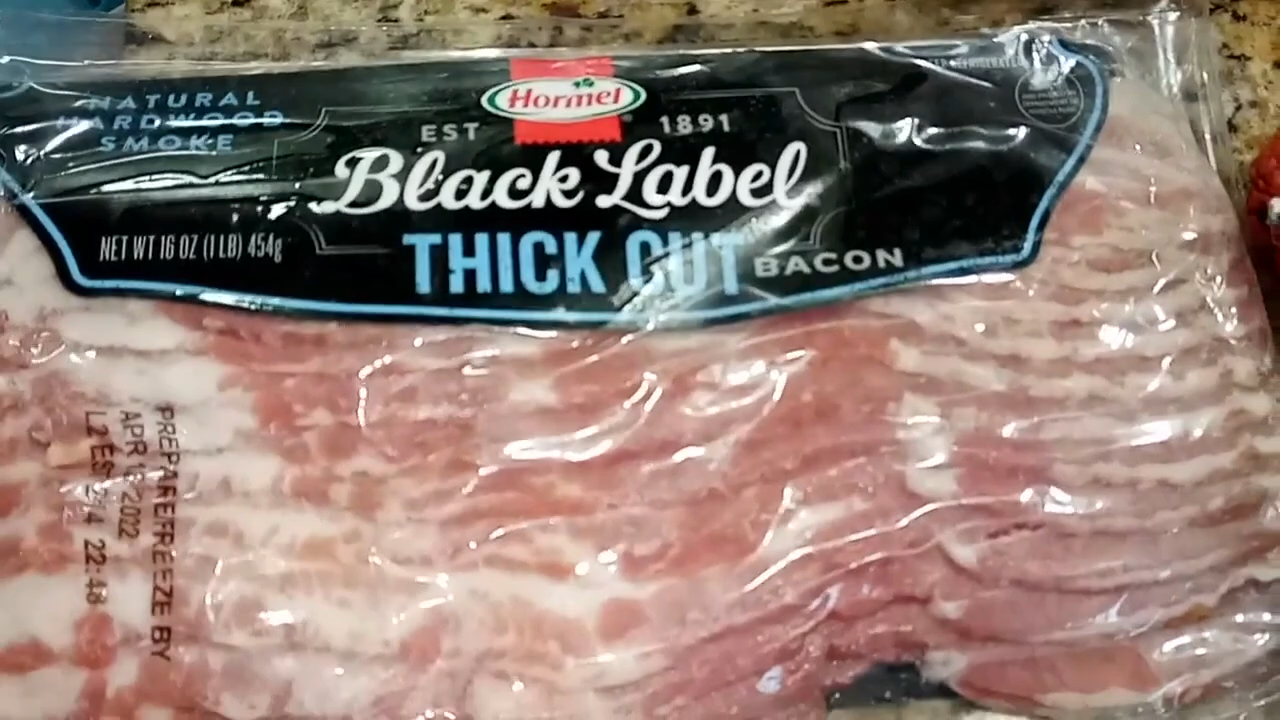 NATURAL
HARDWOOD
SMOKE
Hormel
EST 1891
Black Label
THICK CUT BACON
NET WT 16 OZ (1 LB) 454g
PREPARE FREEZE BY
APR 2022
L2 22:48